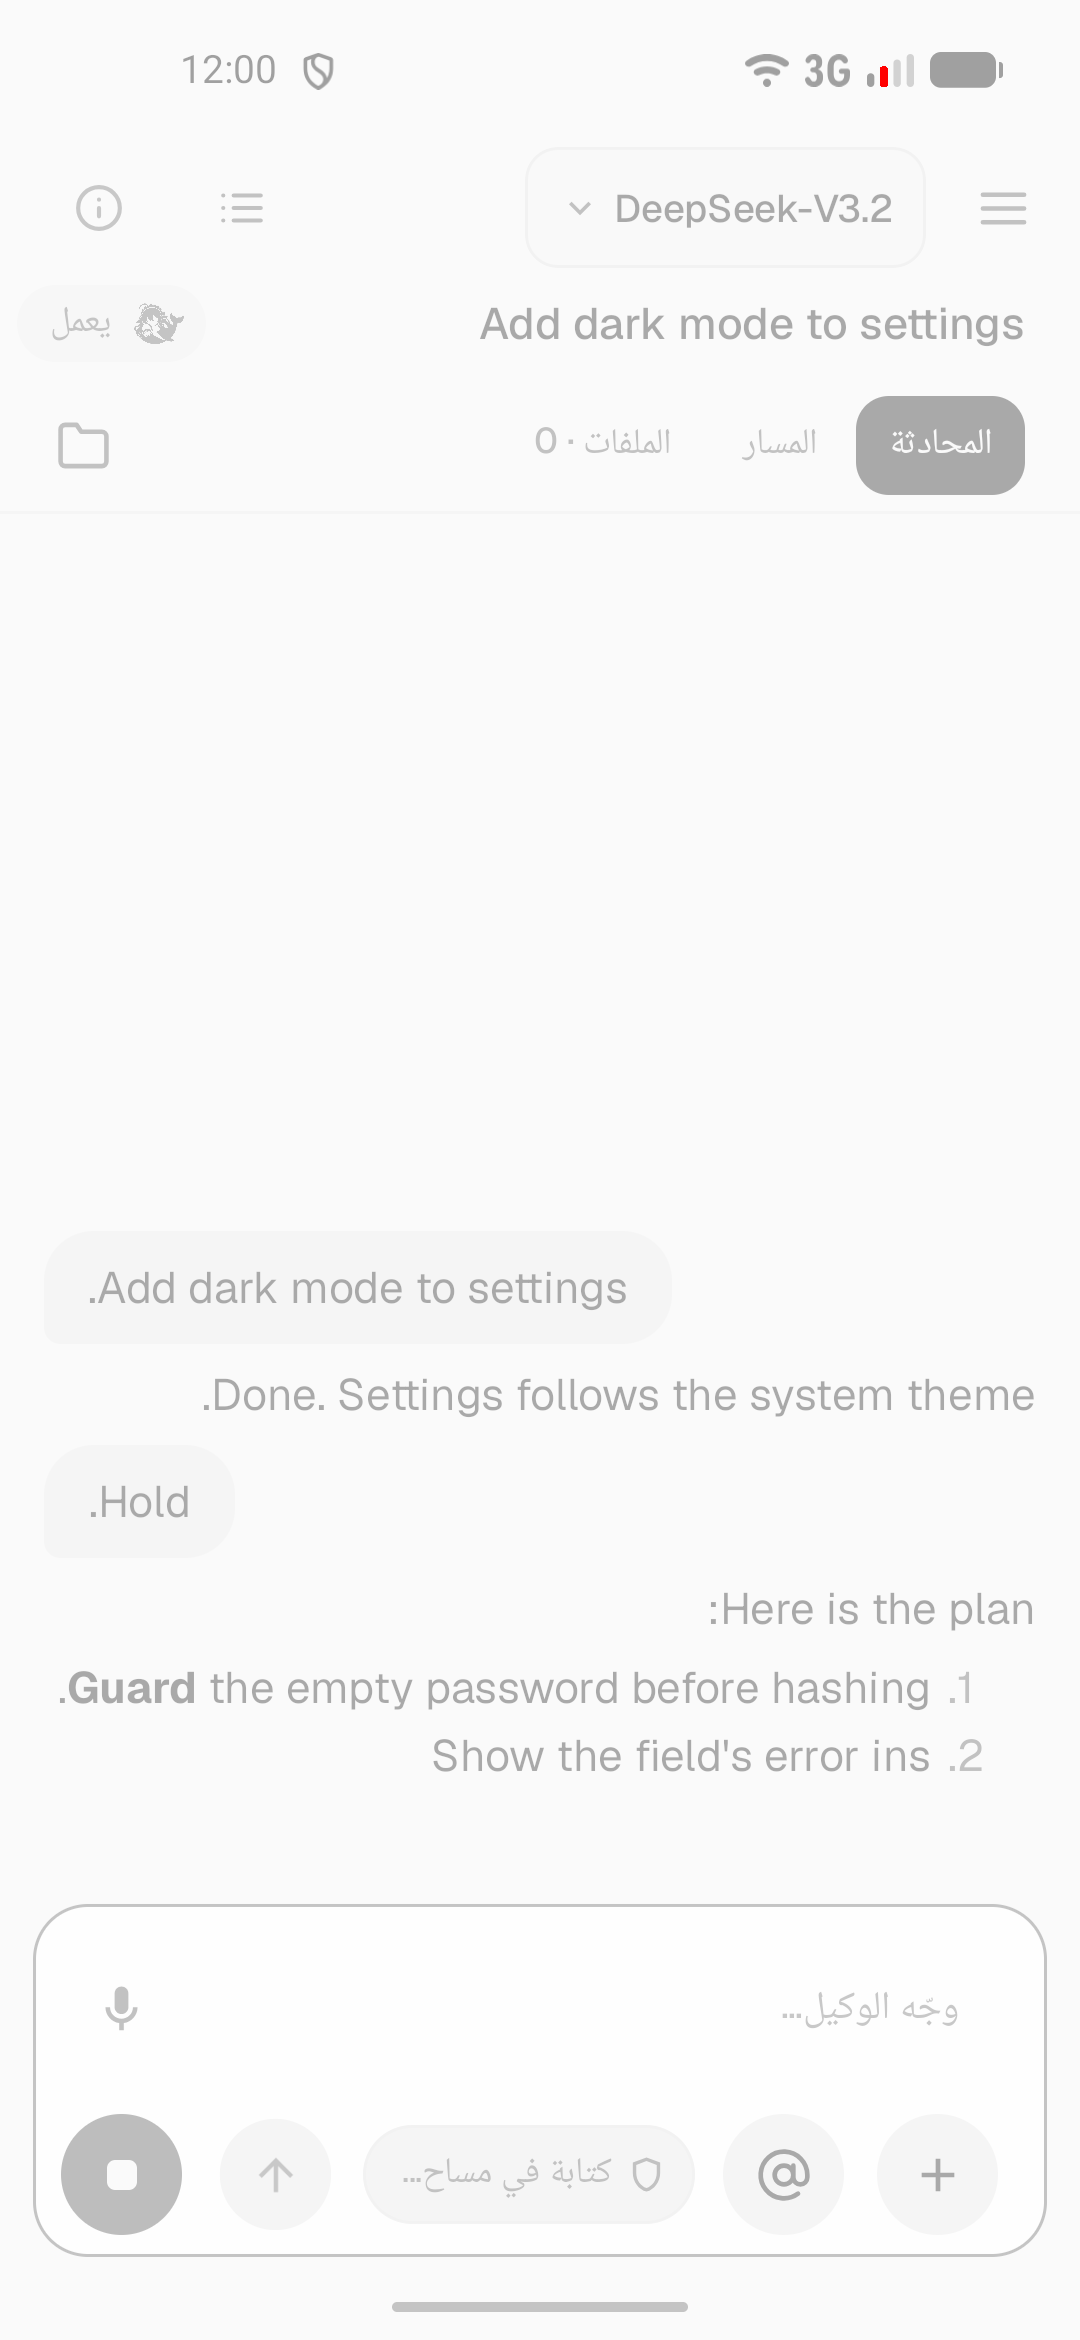 12:00 3G
DeepSeek-V3.2
Add dark mode to settings
يعمل
المحادثة
المسار
الملفات · 0
Add dark mode to settings.
Done. Settings follows the system theme.
Hold.
Here is the plan:
1. Guard the empty password before hashing.
2. Show the field's error ins
وجّه الوكيل...
كتابة في مساح...